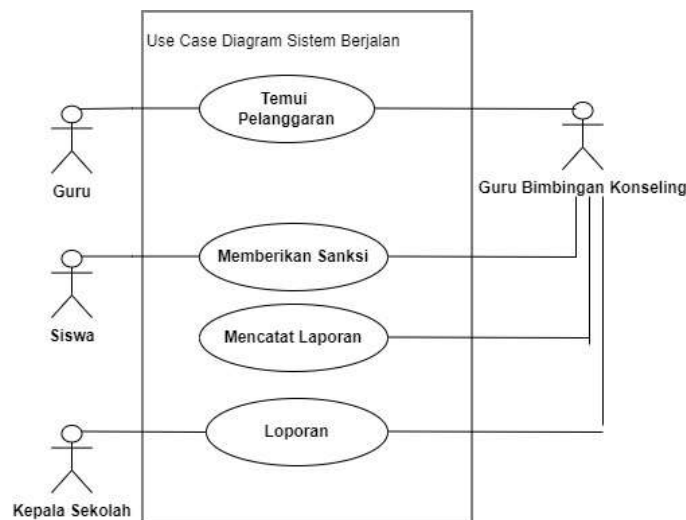 Use Case Diagram Sistem Berjalan
Temui
Pelanggaran
Guru
Guru Bimbingan Konseling
Memberikan Sanksi
Siswa
Mencatat Laporan
Loporan
Kepala Sekolah